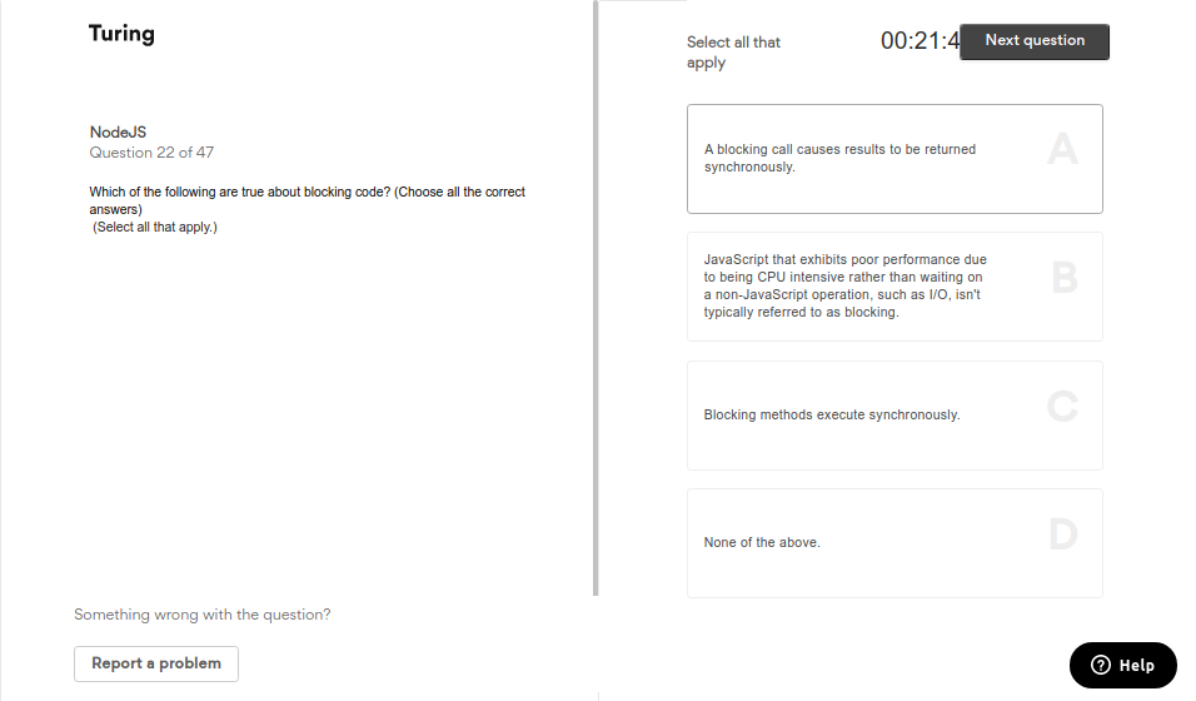 Turing
NodeJS
Question 22 of 47
Which of the following are true about blocking code? (Choose all the correct
answers)
(Select all that apply.)
Something wrong with the question?
Report a problem
Select all that
apply
00:21:4
Next question
A blocking call causes results to be returned
synchronously.
A
JavaScript that exhibits poor performance due
to being CPU intensive rather than waiting on
a non-JavaScript operation, such as I/O, isn't
typically referred to as blocking.
B
Blocking methods execute synchronously.
C
None of the above.
D
? Help